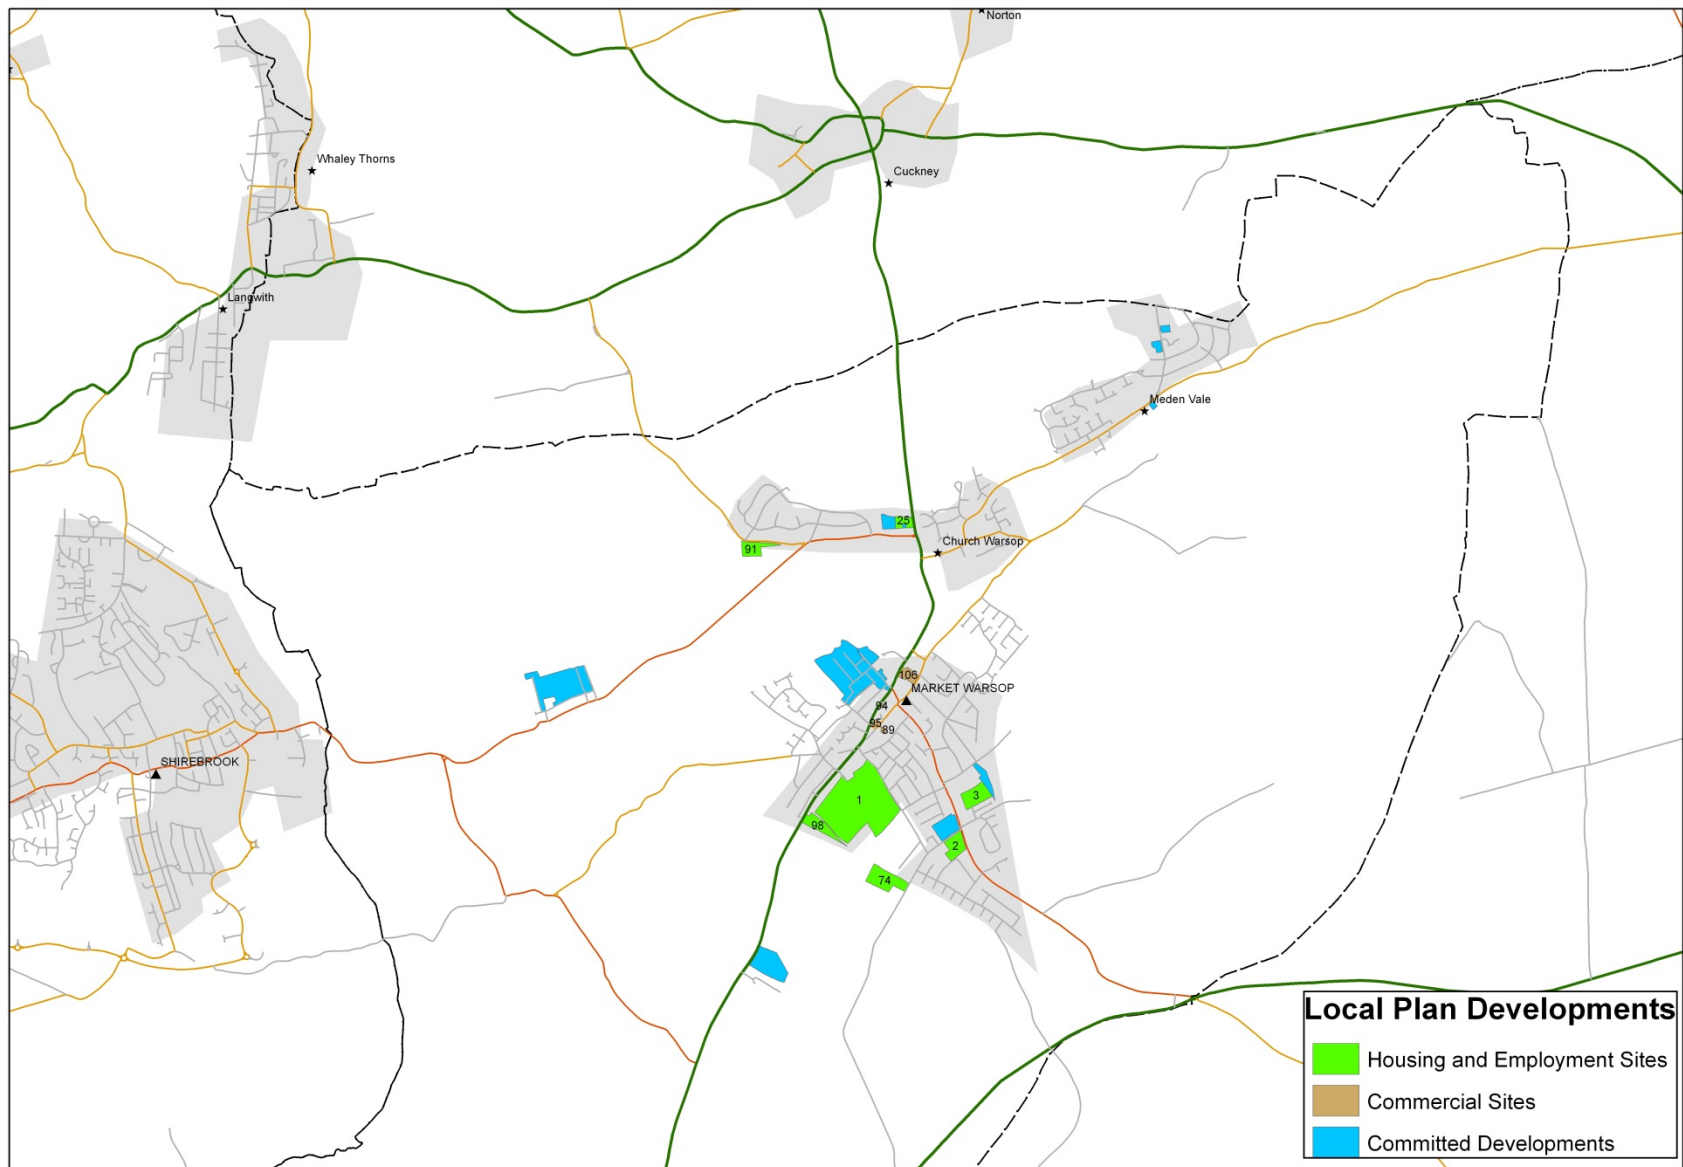 Norton
Whaley Thorns
Cuckney
Langwith
Meden Vale
25
91
Church Warsop
106
MARKET WARSOP
94
95
89
SHIREBROOK
1
3
98
2
74
Local Plan Developments
Housing and Employment Sites
Commercial Sites
Committed Developments